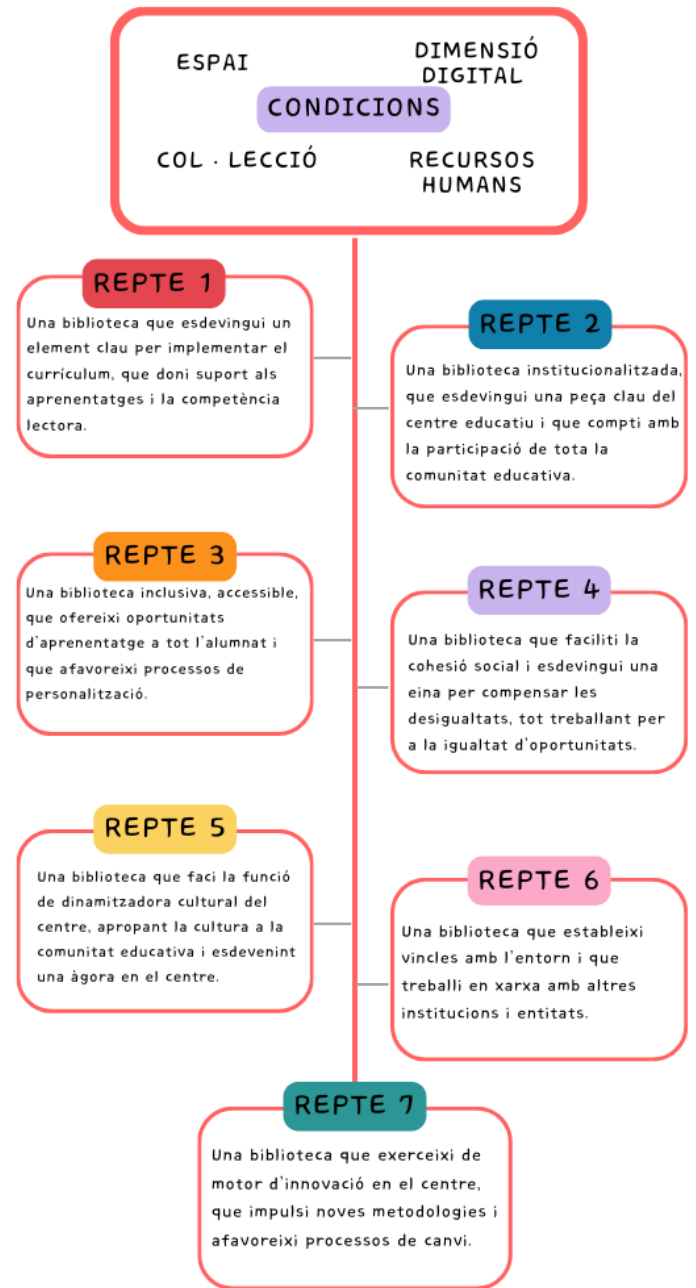 ESPAI
DIMENSIÓ
DIGITAL
CONDICIONS
COL · LECCIÓ
RECURSOS
HUMANS
REPTE 1
Una biblioteca que esdevingui un
element clau per implementar el
currículum, que doni suport als
aprenentatges i la competència
lectora.
REPTE 2
Una biblioteca institucionalitzada,
que esdevingui una peça clau del
centre educatiu i que compti amb
la participació de tota la
comunitat educativa.
REPTE 3
Una biblioteca inclusiva, accessible,
que ofereixi oportunitats
d'aprenentatge a tot l'alumnat i
que afavoreixi processos de
personalització.
REPTE 4
Una biblioteca que faciliti la
cohesió social i esdevingui una
eina per compensar les
desigualtats, tot treballant per
a la igualtat d'oportunitats.
REPTE 5
Una biblioteca que faci la funció
de dinamitzadora cultural del
centre, apropant la cultura a la
comunitat educativa i esdevenint
una àgora en el centre.
REPTE 6
Una biblioteca que estableixi
vincles amb l'entorn i que
treballi en xarxa amb altres
institucions i entitats.
REPTE 7
Una biblioteca que exerceixi de
motor d'innovació en el centre,
que impulsi noves metodologies i
afavoreixi processos de canvi.